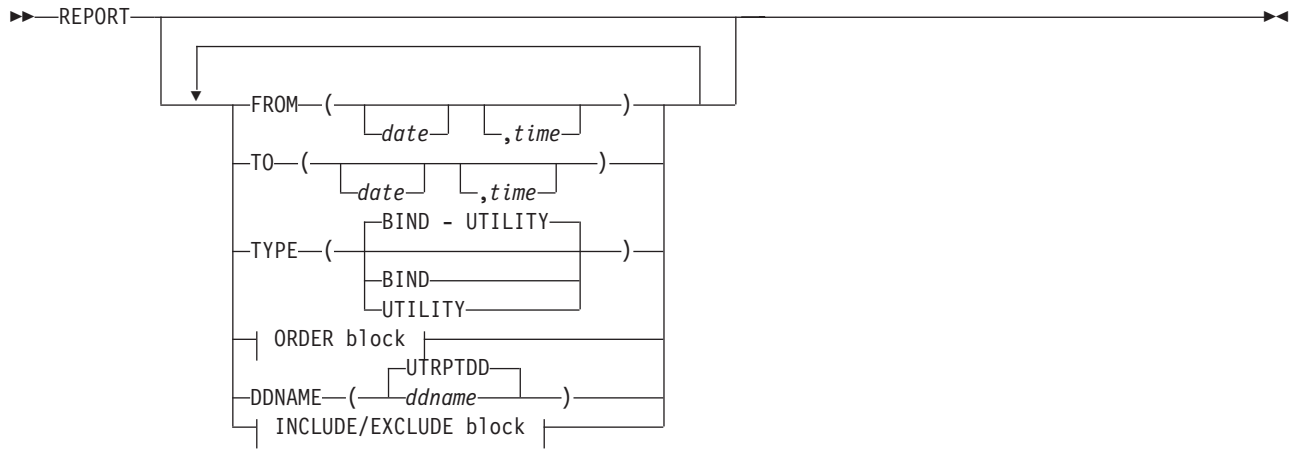 REPORT
FROM ( date ,time )
TO ( date ,time )
BIND - UTILITY
TYPE ( )
BIND
UTILITY
ORDER block
UTRPTDD
DDNAME ( ddname )
INCLUDE/EXCLUDE block